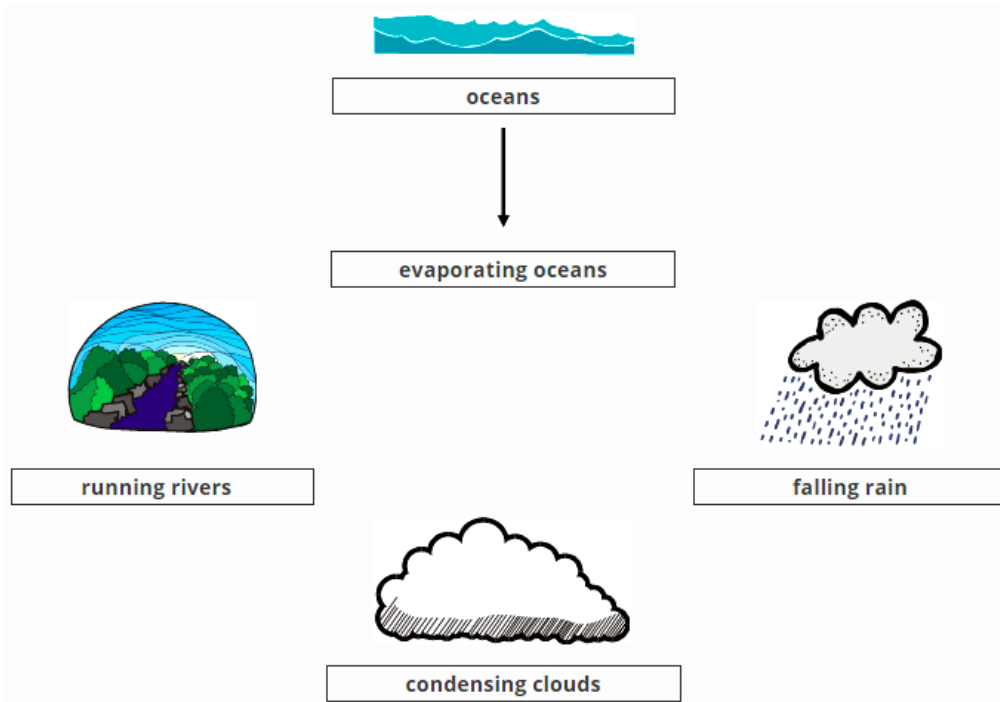 oceans
evaporating oceans
running rivers
falling rain
condensing clouds